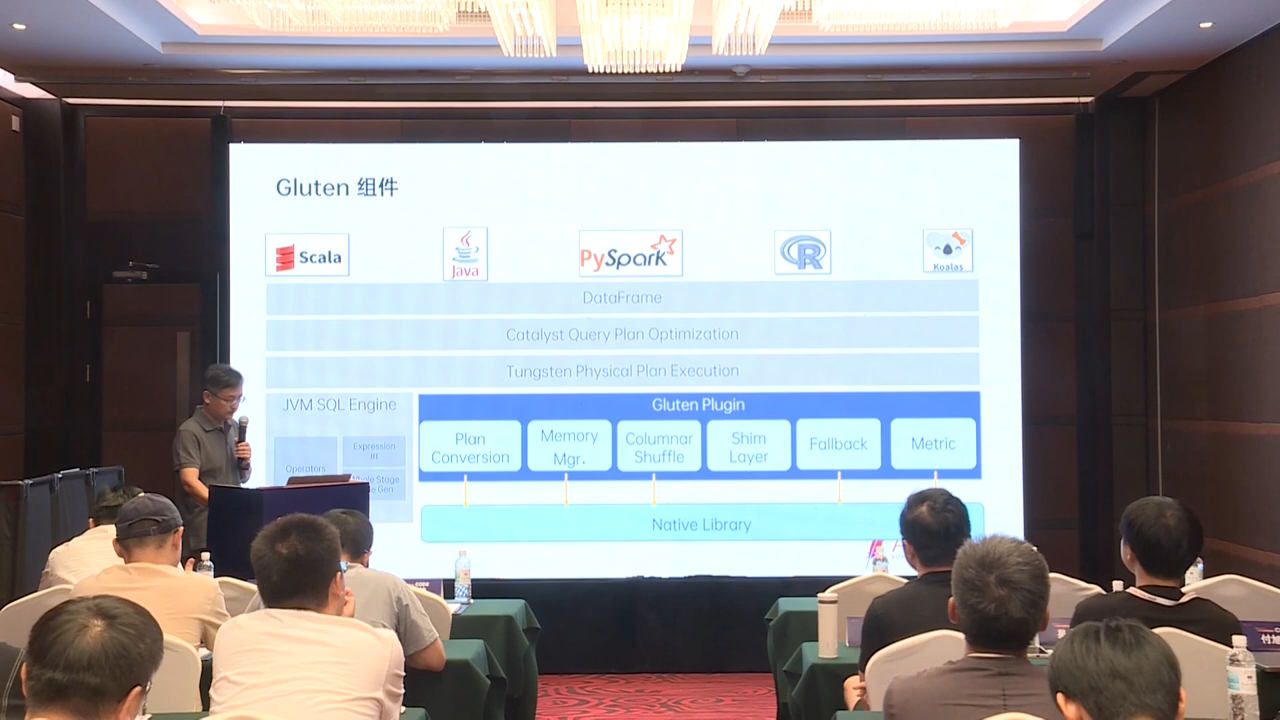 Gluten 组件
Scala
Java
PySpark
R
Koalas
DataFrame
Catalyst Query Plan Optimization
Tungsten Physical Plan Execution
JVM SQL Engine
Gluten Plugin
Operators
Expression
Plan
Conversion
Memory
Mgr.
Columnar
Shuffle
Shim
Layer
Fallback
Metric
Native Library